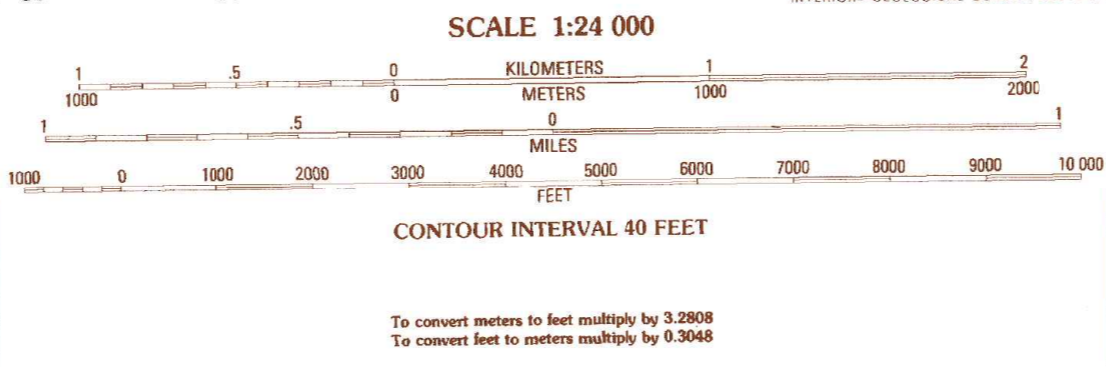 SCALE 1:24 000
1 .5 0 KILOMETERS 1 2
1000 0 METERS 1000 2000
1 .5 0 1
MILES
1000 0 1000 2000 3000 4000 5000 6000 7000 8000 9000 10 000
FEET
CONTOUR INTERVAL 40 FEET
To convert meters to feet multiply by 3.2808
To convert feet to meters multiply by 0.3048